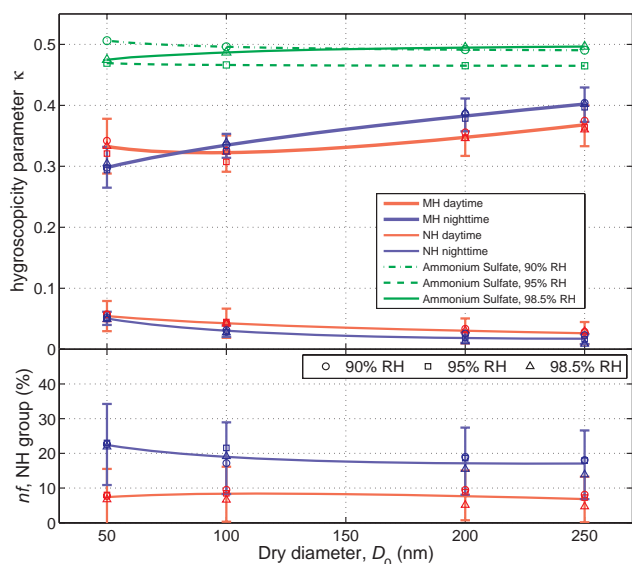 hygroscopicity parameter κ
0.5
0.4
0.3
0.2
0.1
0
MH daytime
MH nighttime
NH daytime
NH nighttime
Ammonium Sulfate, 90% RH
Ammonium Sulfate, 95% RH
Ammonium Sulfate, 98.5% RH
nf, NH group (%)
40
30
20
10
0
90% RH 95% RH 98.5% RH
50 100 150 200 250
Dry diameter, D0 (nm)